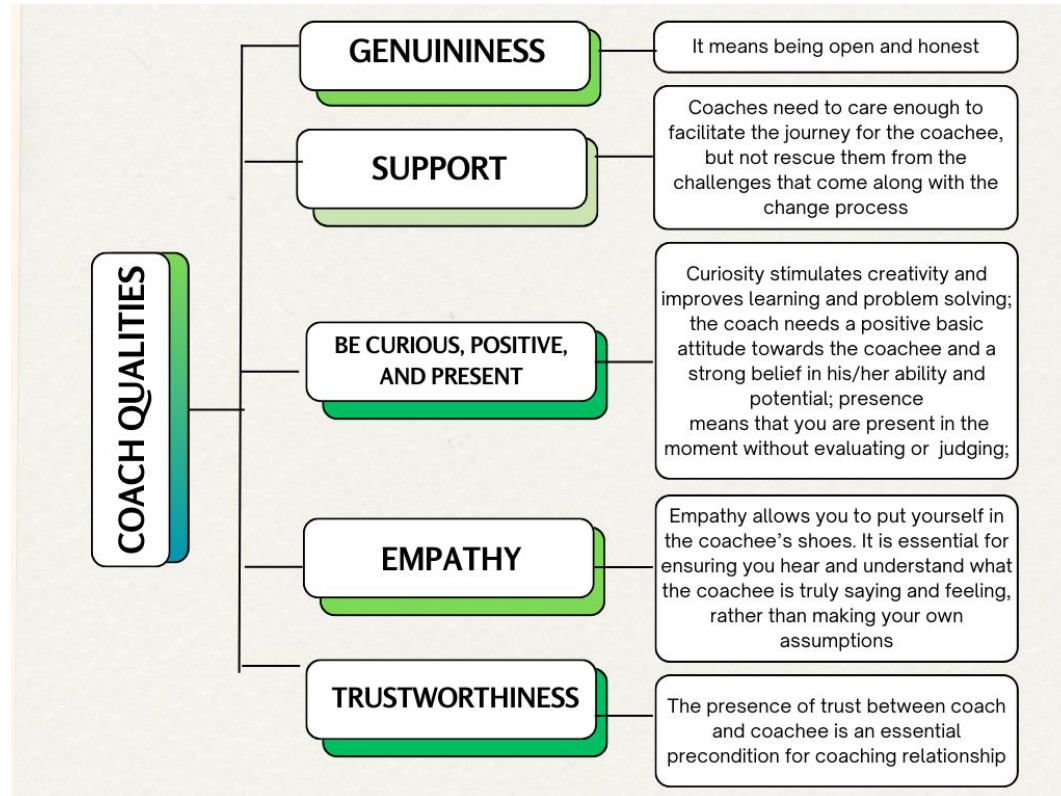 COACH QUALITIES
GENUININESS
It means being open and honest
SUPPORT
Coaches need to care enough to
facilitate the journey for the coachee,
but not rescue them from the
challenges that come along with the
change process
BE CURIOUS, POSITIVE,
AND PRESENT
Curiosity stimulates creativity and
improves learning and problem solving;
the coach needs a positive basic
attitude towards the coachee and a
strong belief in his/her ability and
potential; presence
means that you are present in the
moment without evaluating or judging;
EMPATHY
Empathy allows you to put yourself in
the coachee’s shoes. It is essential for
ensuring you hear and understand what
the coachee is truly saying and feeling,
rather than making your own
assumptions
TRUSTWORTHINESS
The presence of trust between coach
and coachee is an essential
precondition for coaching relationship